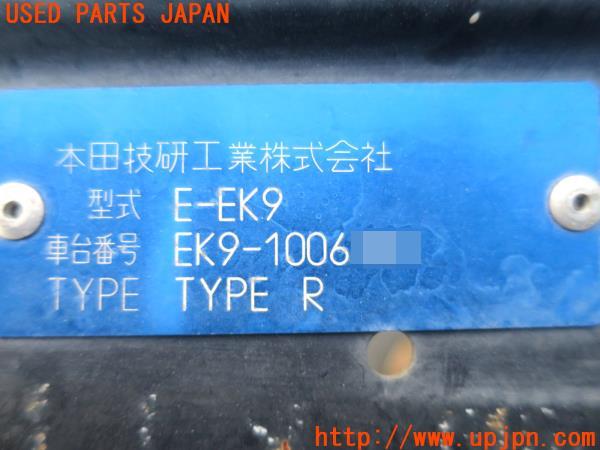 USED PARTS JAPAN
本田技研工業株式会社
型式 E-EK9
車台番号 EK9-1006
TYPE TYPE R
http://www.upjpn.com/